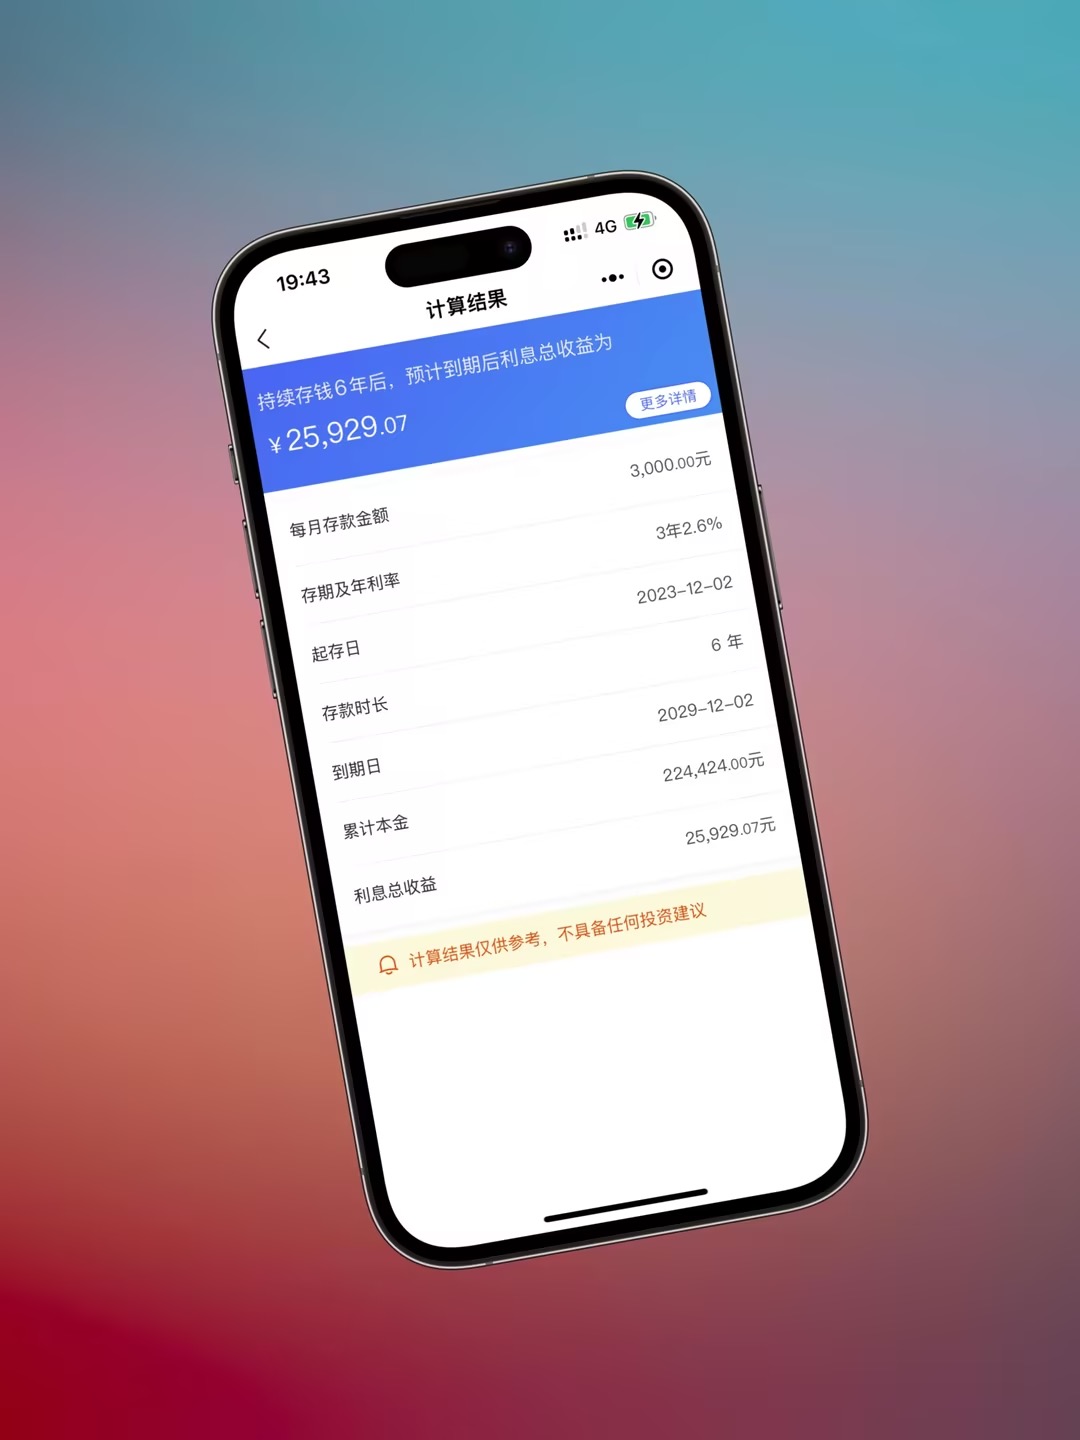 19:43
4G
计算结果
持续存钱6年后，预计到期后利息总收益为
¥25,929.07
更多详情
每月存款金额 3,000.00元
存期及年利率 3年2.6%
起存日 2023-12-02
存款时长 6 年
到期日 2029-12-02
累计本金 224,424.00元
利息总收益 25,929.07元
计算结果仅供参考，不具备任何投资建议